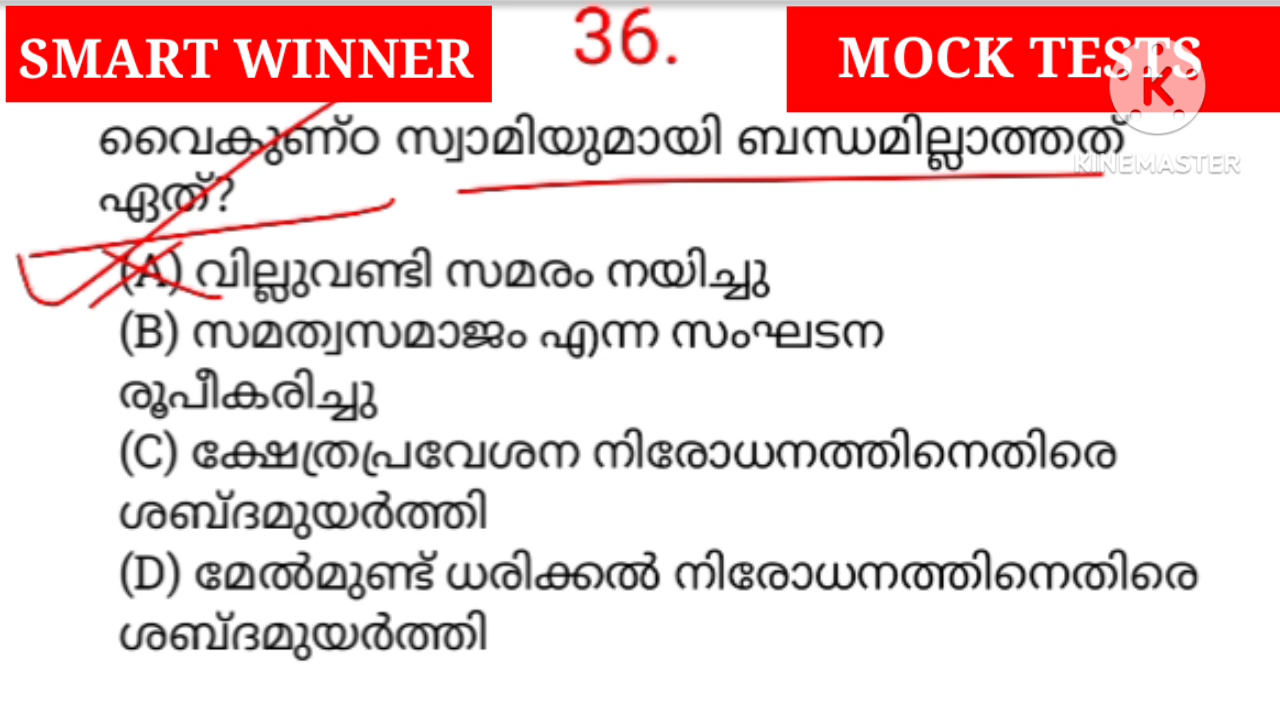 SMART WINNER
36.
MOCK TESTS
KINEMASTER
വൈകുണ്ഠ സ്വാമിയുമായി ബന്ധമില്ലാത്തത്
ഏത്?
(A) വില്ലുവണ്ടി സമരം നയിച്ചു
(B) സമത്വസമാജം എന്ന സംഘടന
രൂപീകരിച്ചു
(C) ക്ഷേത്രപ്രവേശന നിരോധനത്തിനെതിരെ
ശബ്ദമുയർത്തി
(D) മേൽമുണ്ട് ധരിക്കൽ നിരോധനത്തിനെതിരെ
ശബ്ദമുയർത്തി